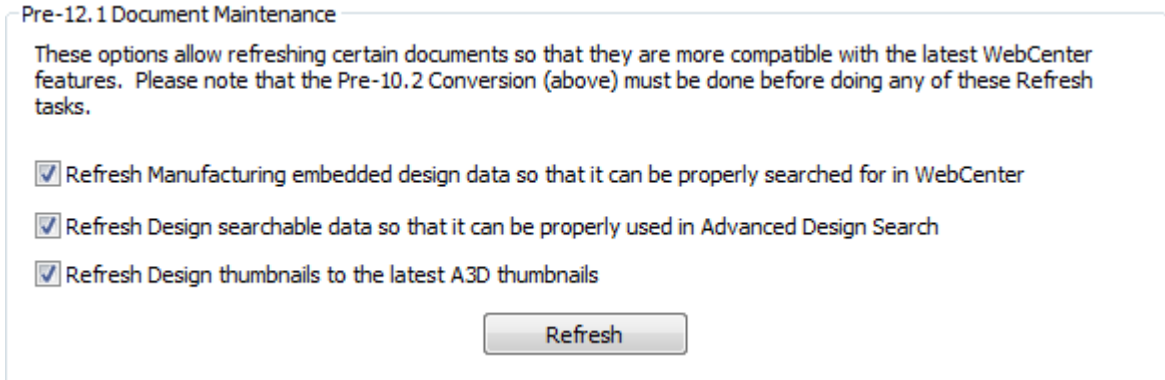 Pre-12.1 Document Maintenance
These options allow refreshing certain documents so that they are more compatible with the latest WebCenter
features.  Please note that the Pre-10.2 Conversion (above) must be done before doing any of these Refresh
tasks.
Refresh Manufacturing embedded design data so that it can be properly searched for in WebCenter
Refresh Design searchable data so that it can be properly used in Advanced Design Search
Refresh Design thumbnails to the latest A3D thumbnails
Refresh